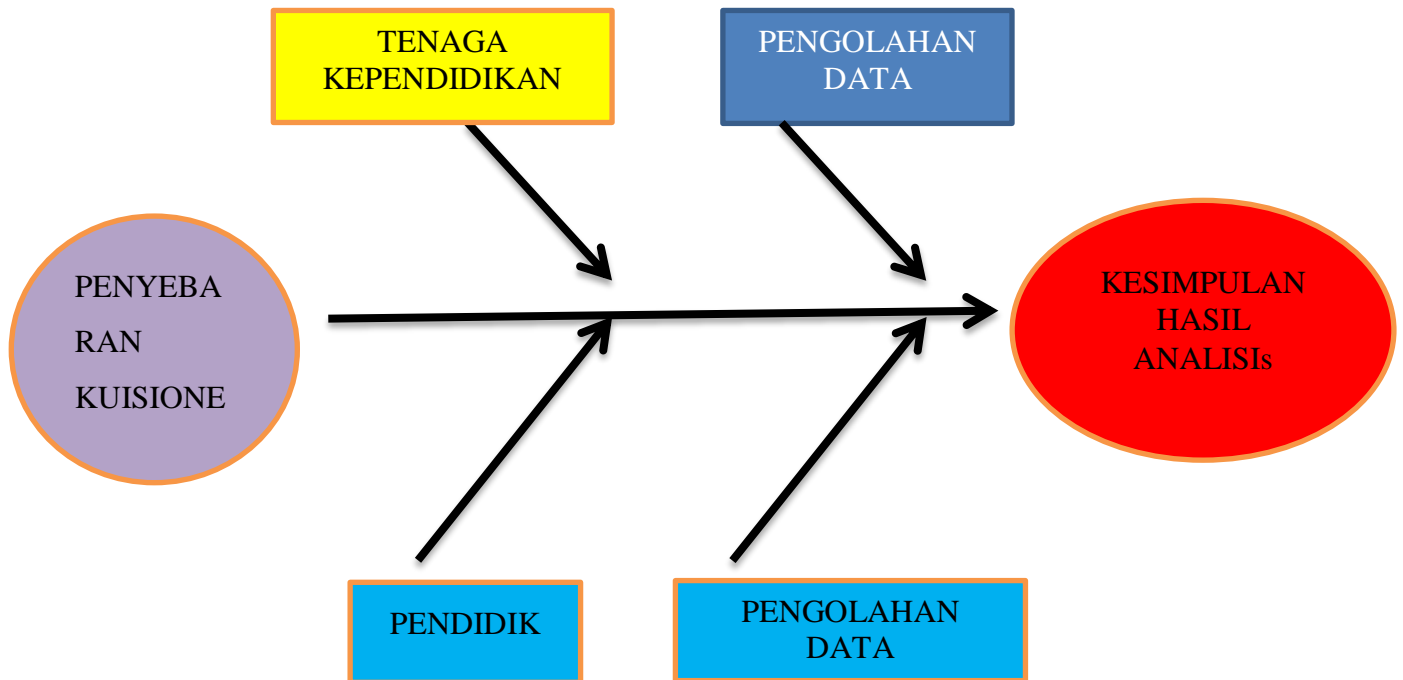 TENAGA
KEPENDIDIKAN
PENGOLAHAN
DATA
PENYEBA
RAN
KUISIONE
KESIMPULAN
HASIL
ANALISIs
PENDIDIK
PENGOLAHAN
DATA